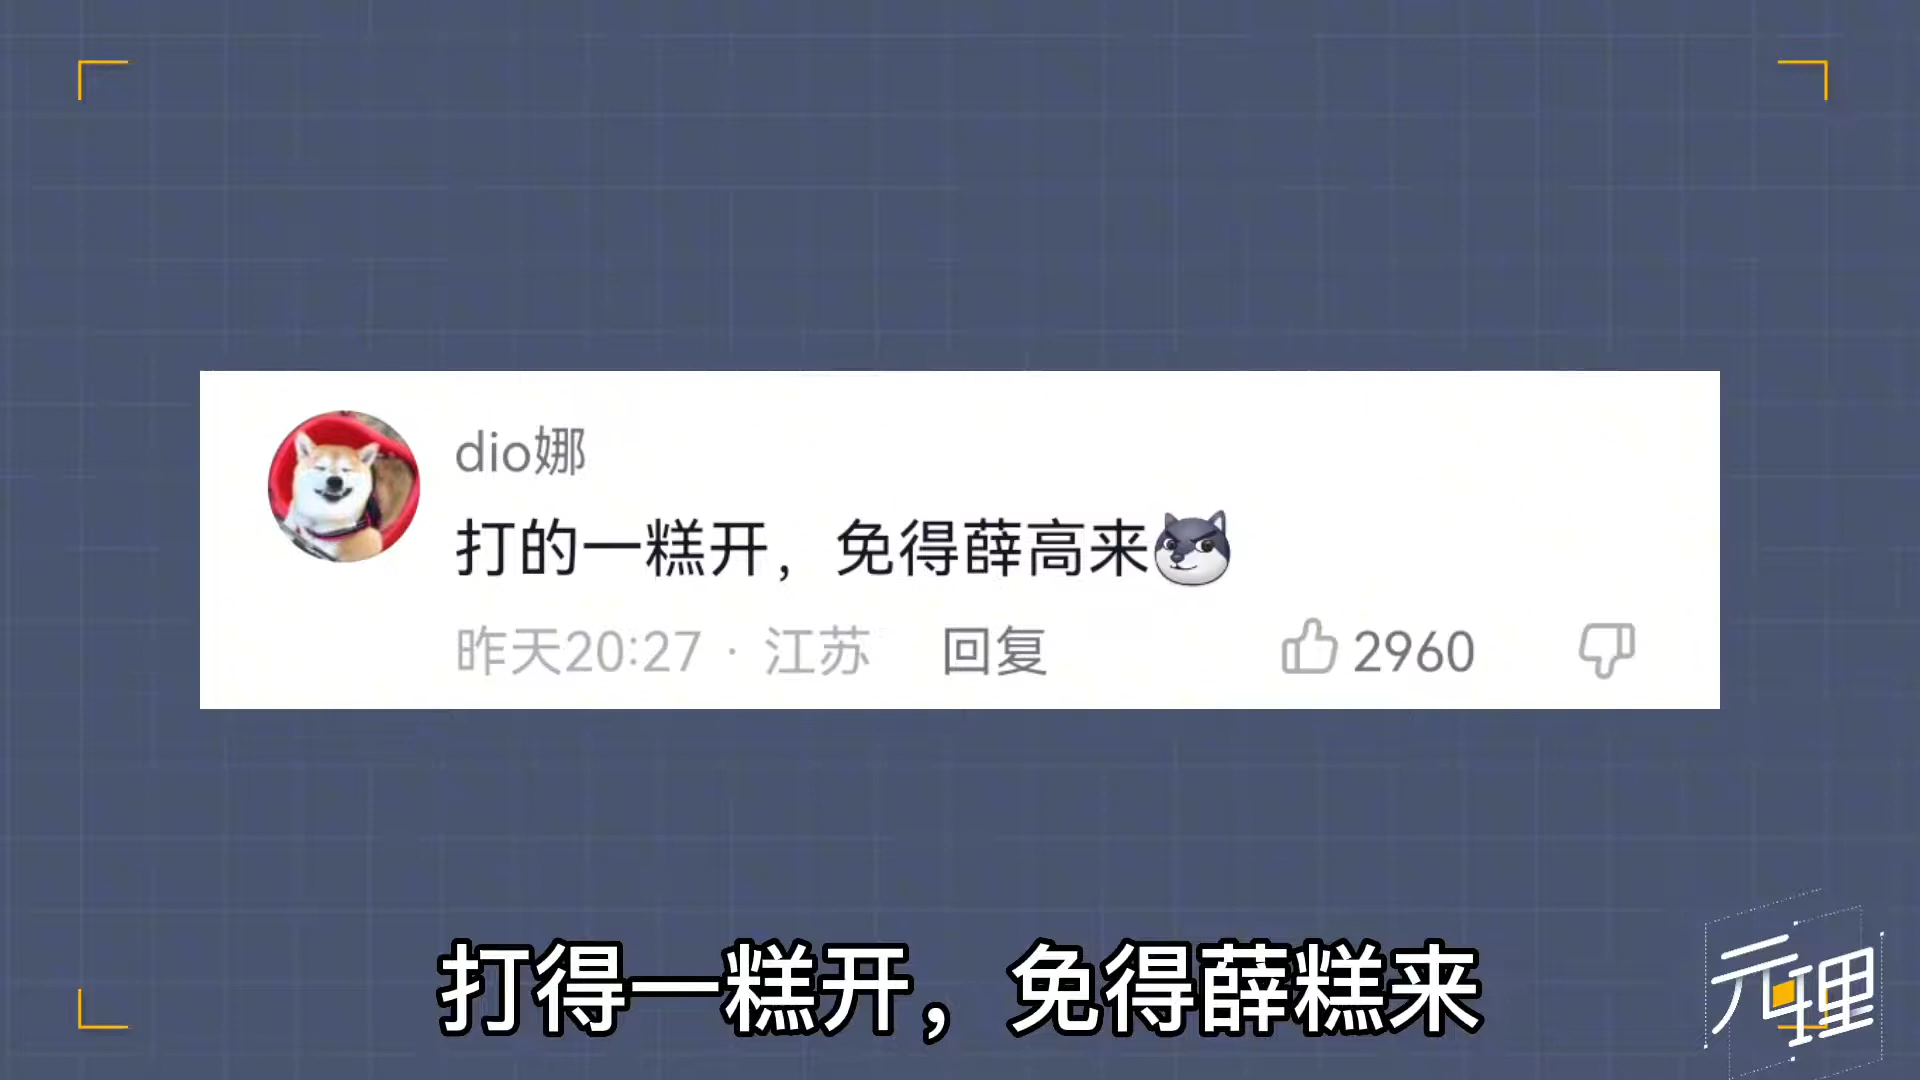 dio娜
打的一糕开，免得薛高来
昨天20:27 · 江苏 回复 2960
打得一糕开，免得薛糕来
元理